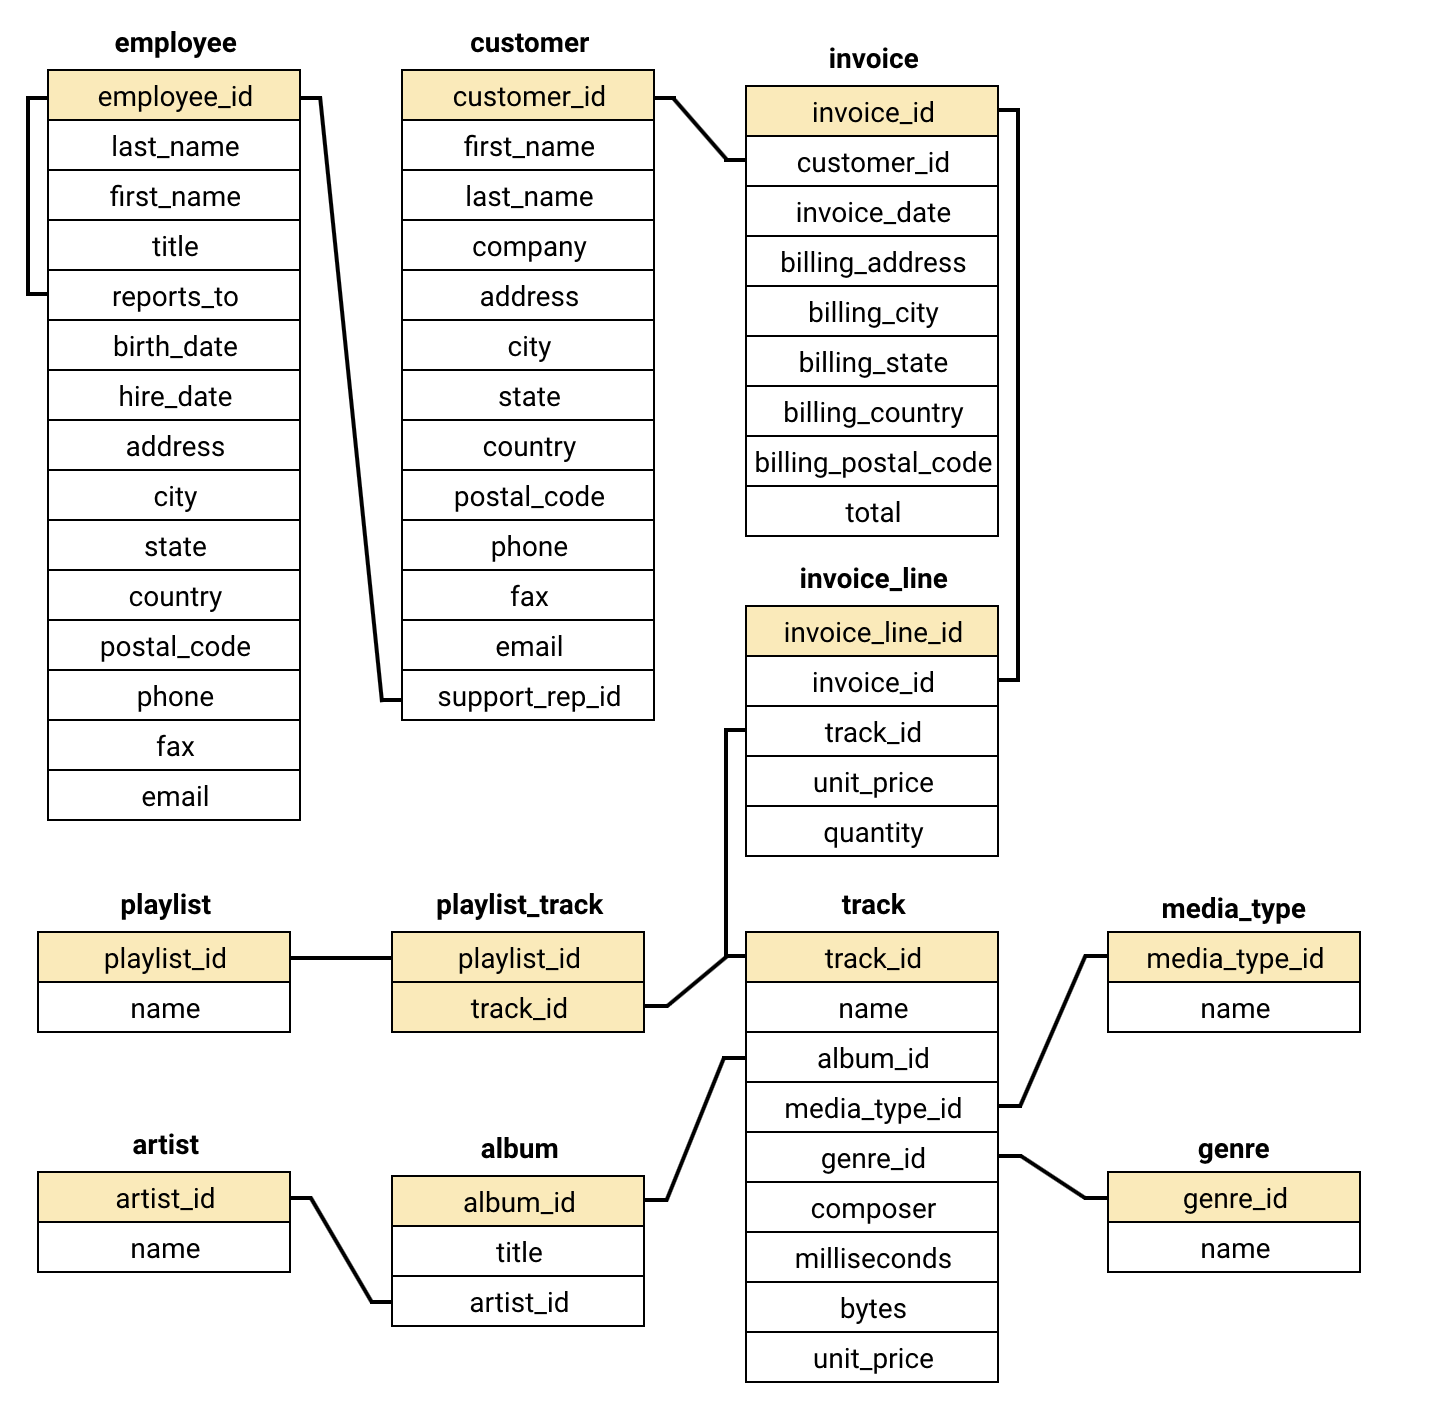 employee
employee_id
last_name
first_name
title
reports_to
birth_date
hire_date
address
city
state
country
postal_code
phone
fax
email
customer
customer_id
first_name
last_name
company
address
city
state
country
postal_code
phone
fax
email
support_rep_id
invoice
invoice_id
customer_id
invoice_date
billing_address
billing_city
billing_state
billing_country
billing_postal_code
total
invoice_line
invoice_line_id
invoice_id
track_id
unit_price
quantity
playlist
playlist_id
name
playlist_track
playlist_id
track_id
track
track_id
name
album_id
media_type_id
genre_id
composer
milliseconds
bytes
unit_price
media_type
media_type_id
name
artist
artist_id
name
album
album_id
title
artist_id
genre
genre_id
name